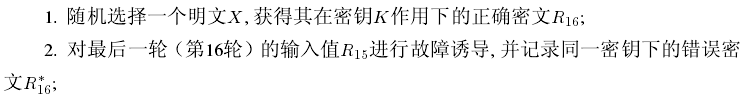 1. 随机选择一个明文X, 获得其在密钥K作用下的正确密文R₁₆;
2. 对最后一轮（第16轮）的输入值R₁₅进行故障诱导, 并记录同一密钥下的错误密
文R*₁₆;